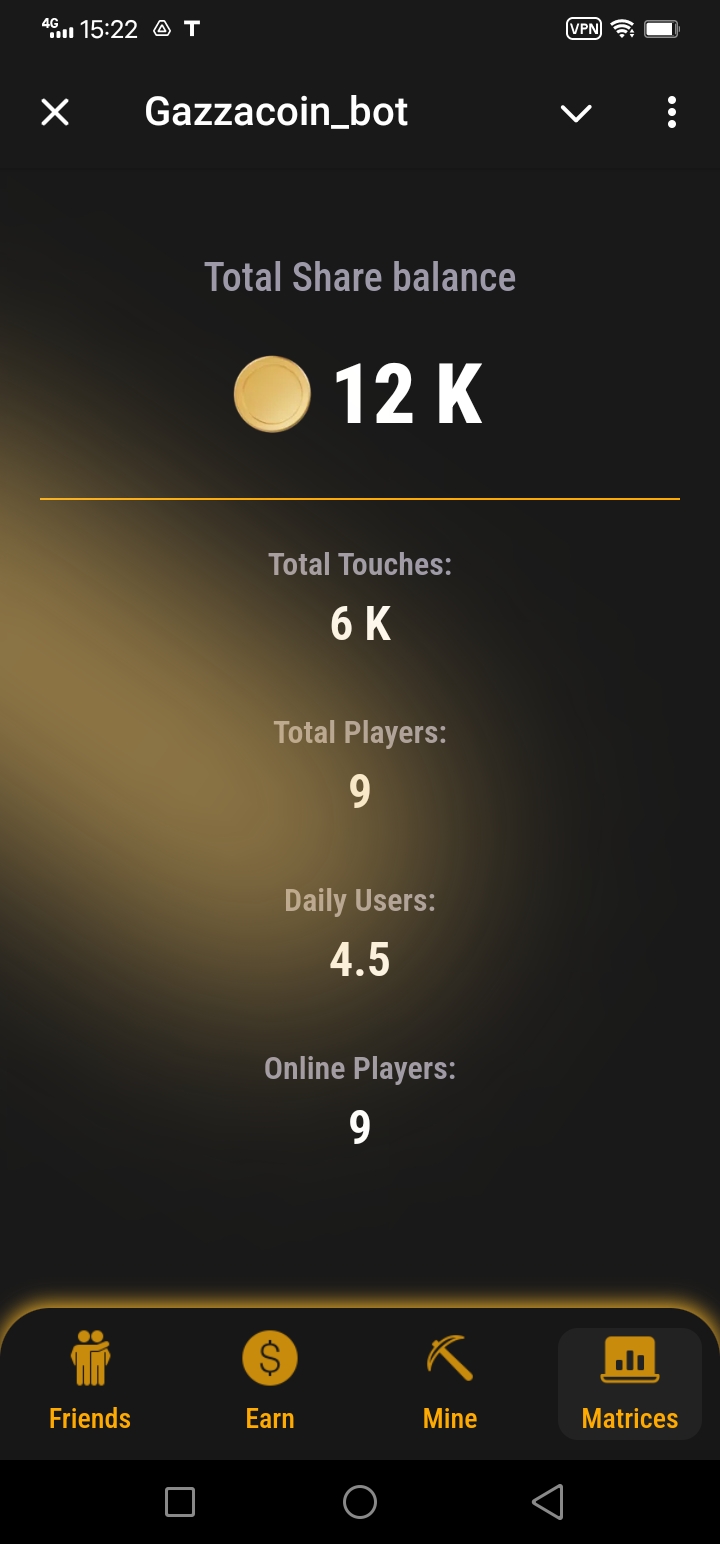 4G 15:22 T VPN
Gazzacoin_bot
Total Share balance
12 K
Total Touches:
6 K
Total Players:
9
Daily Users:
4.5
Online Players:
9
$
Friends Earn Mine Matrices